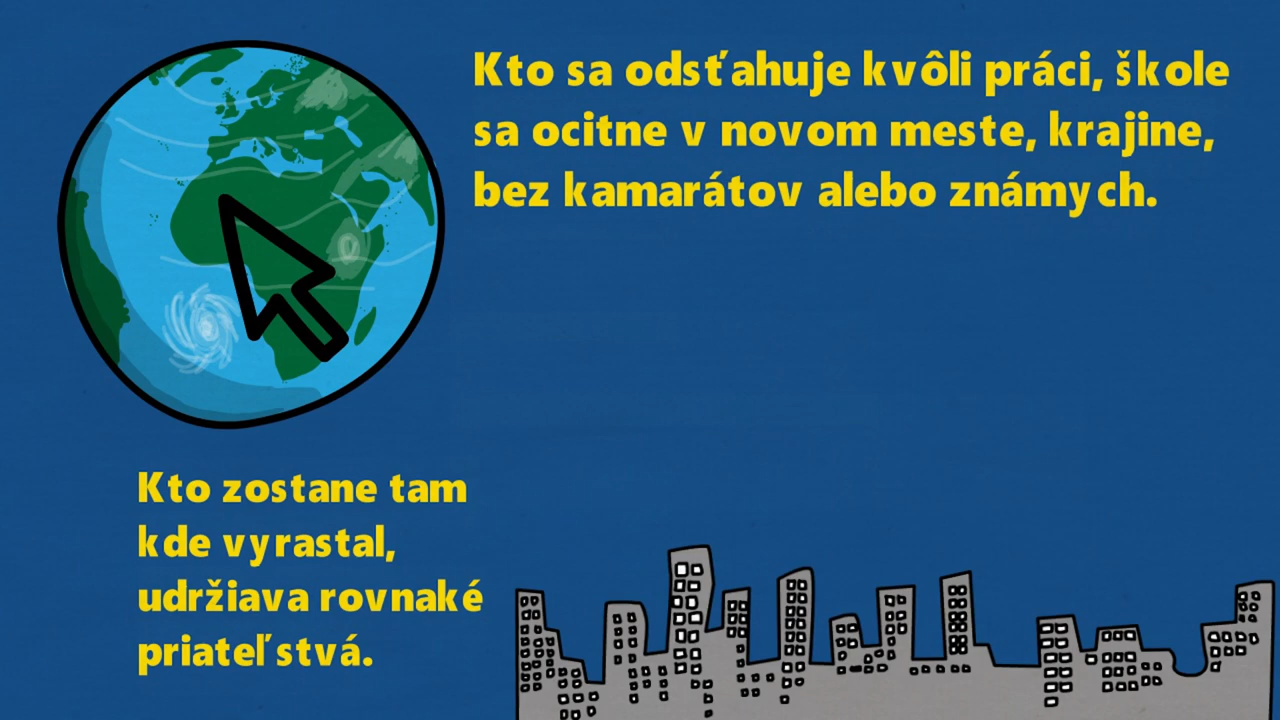 Kto sa odsťahuje kvôli práci, škole
sa ocitne v novom meste, krajine,
bez kamarátov alebo známych.
Kto zostane tam
kde vyrastal,
udržiava rovnaké
priateľstvá.